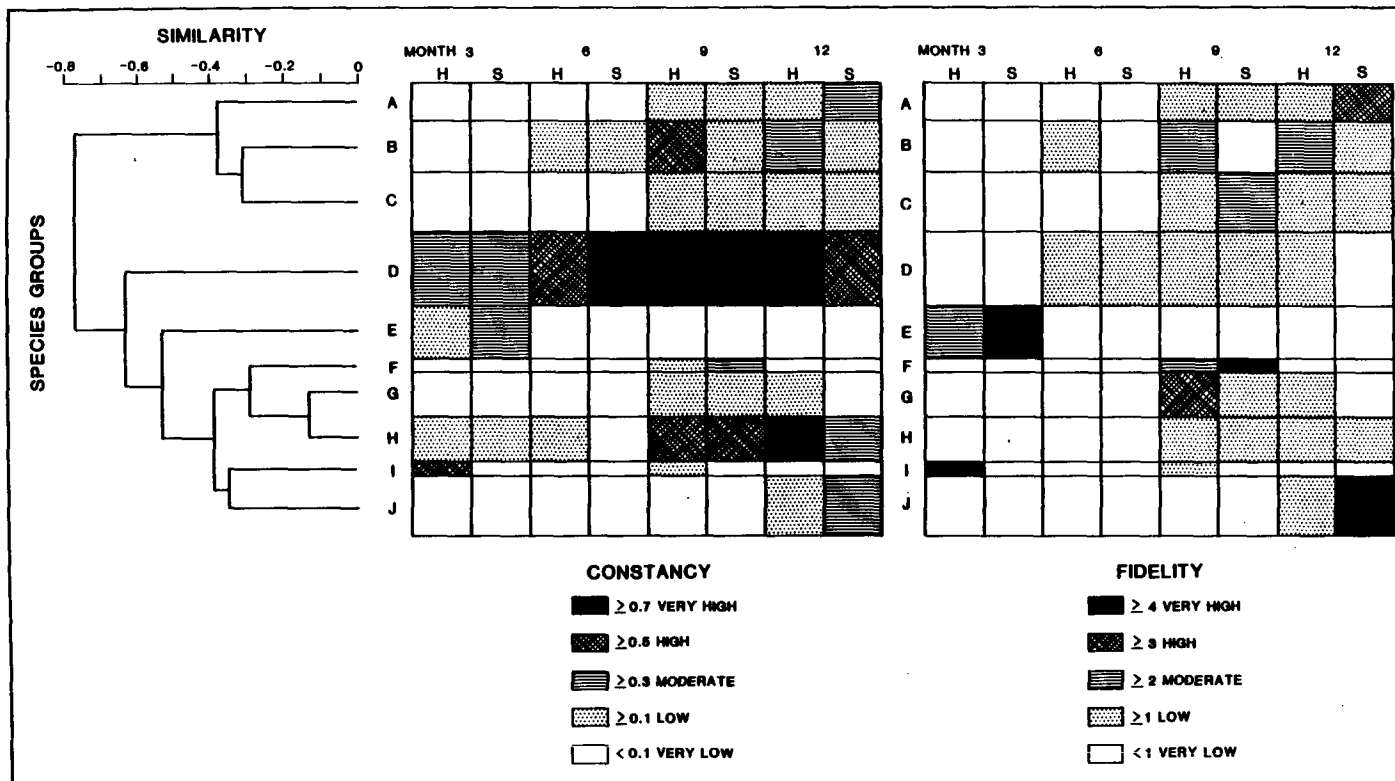 SIMILARITY
-0.8 -0.6 -0.4 -0.2 0
SPECIES GROUPS
MONTH 3 6 9 12
H S H S H S H S
A
B
C
D
E
F
G
H
I
J
MONTH 3 6 9 12
H S H S H S H S
A
B
C
D
E
F
G
H
I
J
CONSTANCY
≥0.7 VERY HIGH
≥0.5 HIGH
≥0.3 MODERATE
≥0.1 LOW
<0.1 VERY LOW
FIDELITY
≥ 4 VERY HIGH
≥ 3 HIGH
≥ 2 MODERATE
≥1 LOW
<1 VERY LOW